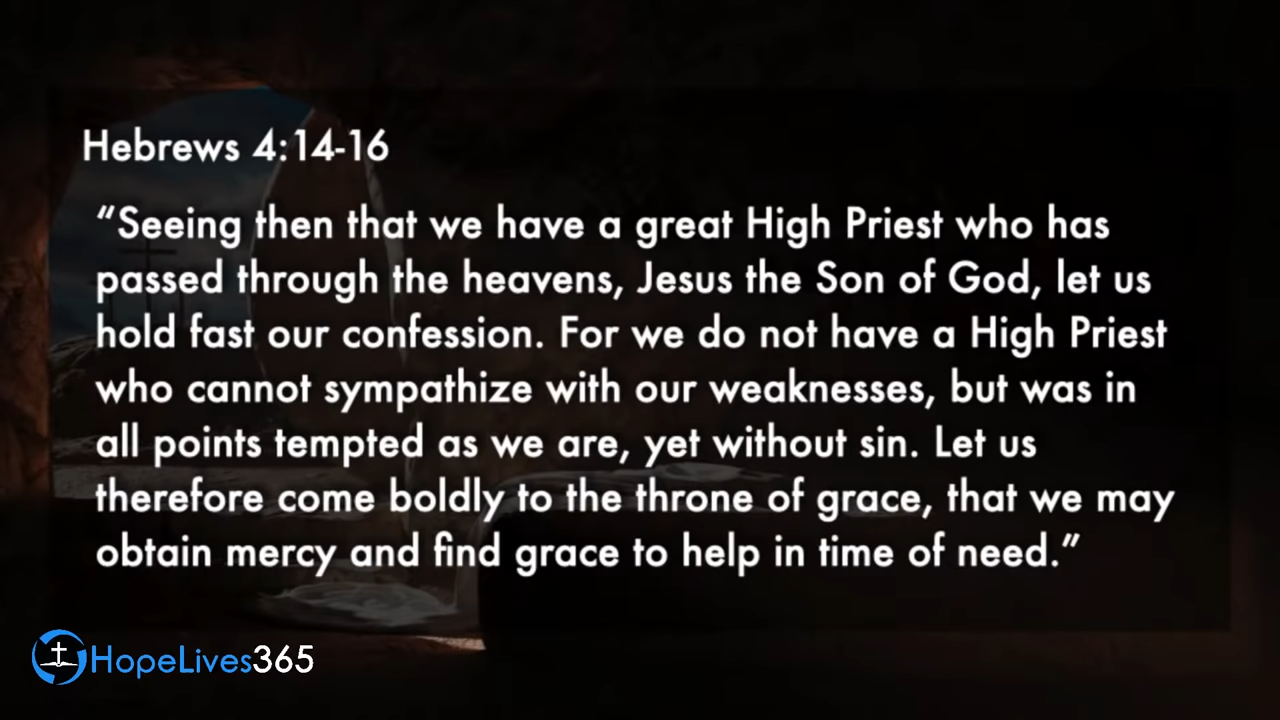 Hebrews 4:14-16
“Seeing then that we have a great High Priest who has
passed through the heavens, Jesus the Son of God, let us
hold fast our confession. For we do not have a High Priest
who cannot sympathize with our weaknesses, but was in
all points tempted as we are, yet without sin. Let us
therefore come boldly to the throne of grace, that we may
obtain mercy and find grace to help in time of need.”
HopeLives365